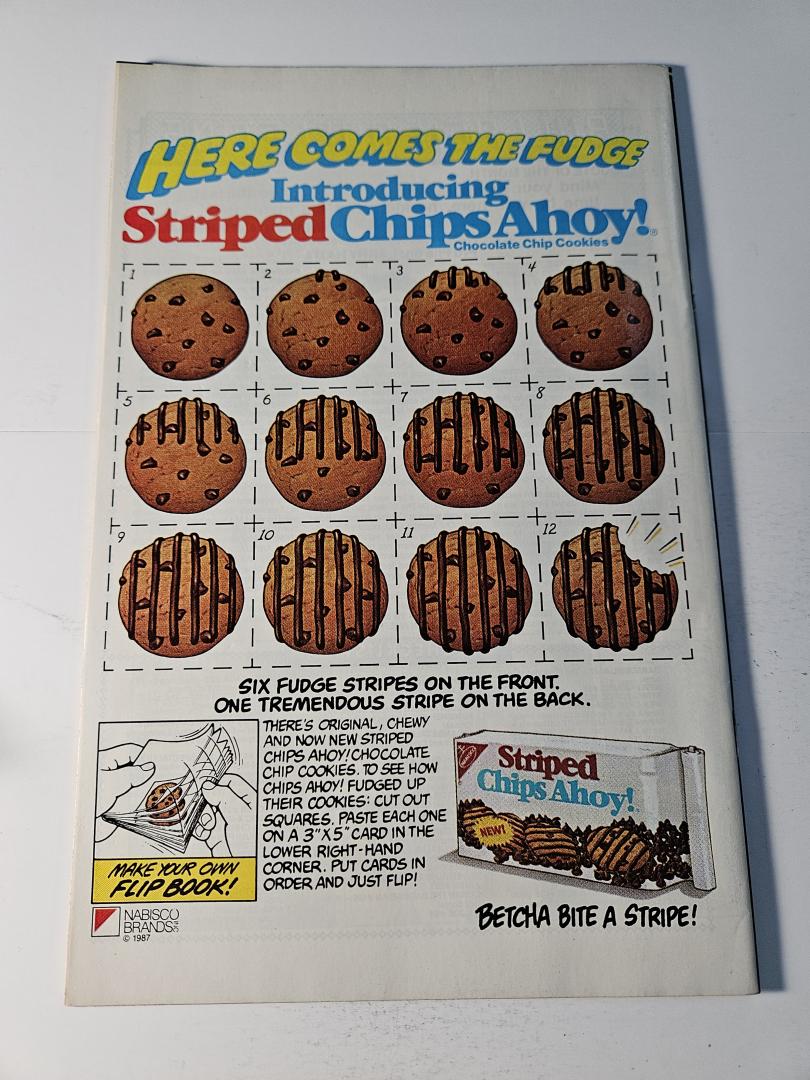 HERE COMES THE FUDGE
Introducing
Striped Chips Ahoy!®
Chocolate Chip Cookies
1 2 3 4
5 6 7 8
9 10 11 12
SIX FUDGE STRIPES ON THE FRONT.
ONE TREMENDOUS STRIPE ON THE BACK.
THERE'S ORIGINAL, CHEWY
AND NOW NEW STRIPED
CHIPS AHOY! CHOCOLATE
CHIP COOKIES. TO SEE HOW
CHIPS AHOY! FUDGED UP
THEIR COOKIES: CUT OUT
SQUARES. PASTE EACH ONE
ON A 3"X5" CARD IN THE
LOWER RIGHT-HAND
CORNER. PUT CARDS IN
ORDER AND JUST FLIP!
MAKE YOUR OWN
FLIP BOOK!
NABISCO
BRANDS
© 1987
NABISCO
Striped
Chips Ahoy!
NEW!
BETCHA BITE A STRIPE!